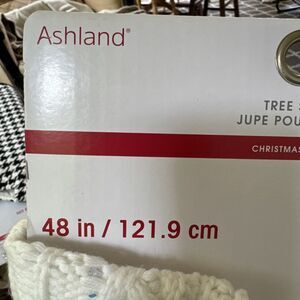 Ashland®
TREE
JUPE POU
CHRISTMAS
48 in / 121.9 cm